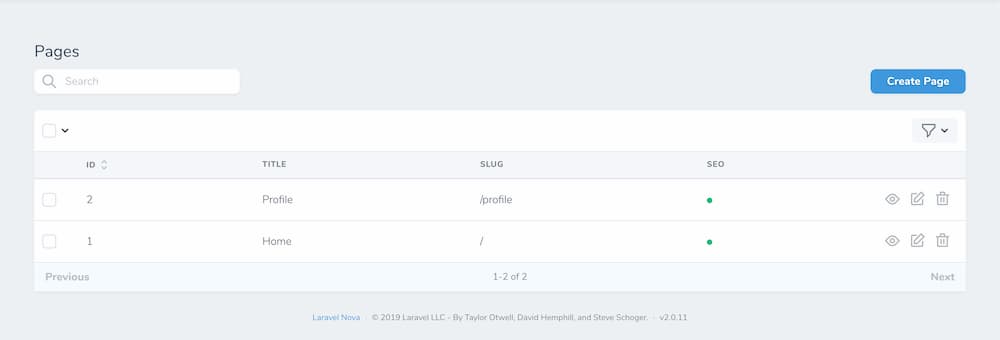 Pages
Search
Create Page
ID TITLE SLUG SEO
2 Profile /profile
1 Home /
Previous 1-2 of 2 Next
Laravel Nova · © 2019 Laravel LLC - By Taylor Otwell, David Hemphill, and Steve Schoger. · v2.0.11